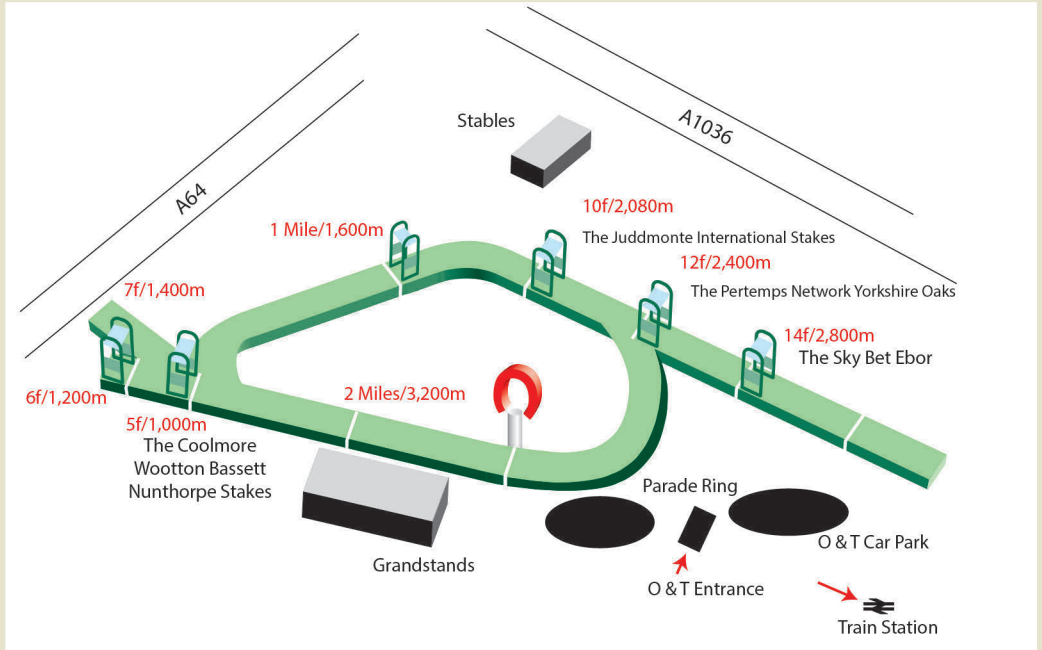 A1036
Stables
A64
10f/2,080m
1 Mile/1,600m
The Juddmonte International Stakes
12f/2,400m
7f/1,400m
The Pertemps Network Yorkshire Oaks
14f/2,800m
The Sky Bet Ebor
6f/1,200m
2 Miles/3,200m
5f/1,000m
The Coolmore
Wootton Bassett
Nunthorpe Stakes
Parade Ring
O & T Car Park
Grandstands
O & T Entrance
Train Station